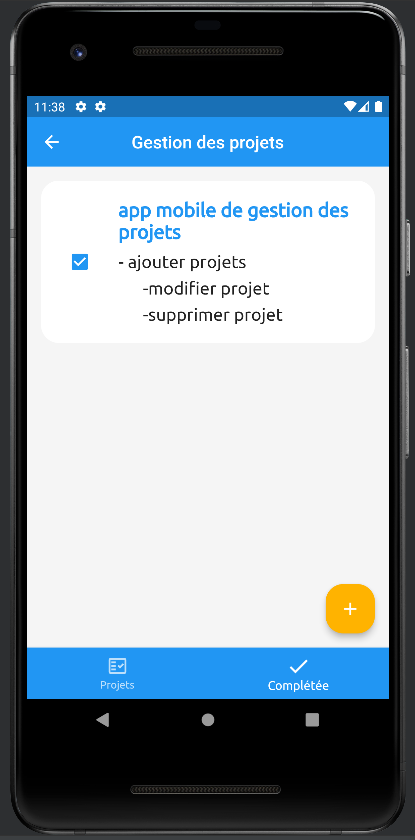 11:38
Gestion des projets
app mobile de gestion des
projets
- ajouter projets
-modifier projet
-supprimer projet
+
Projets
Complétée